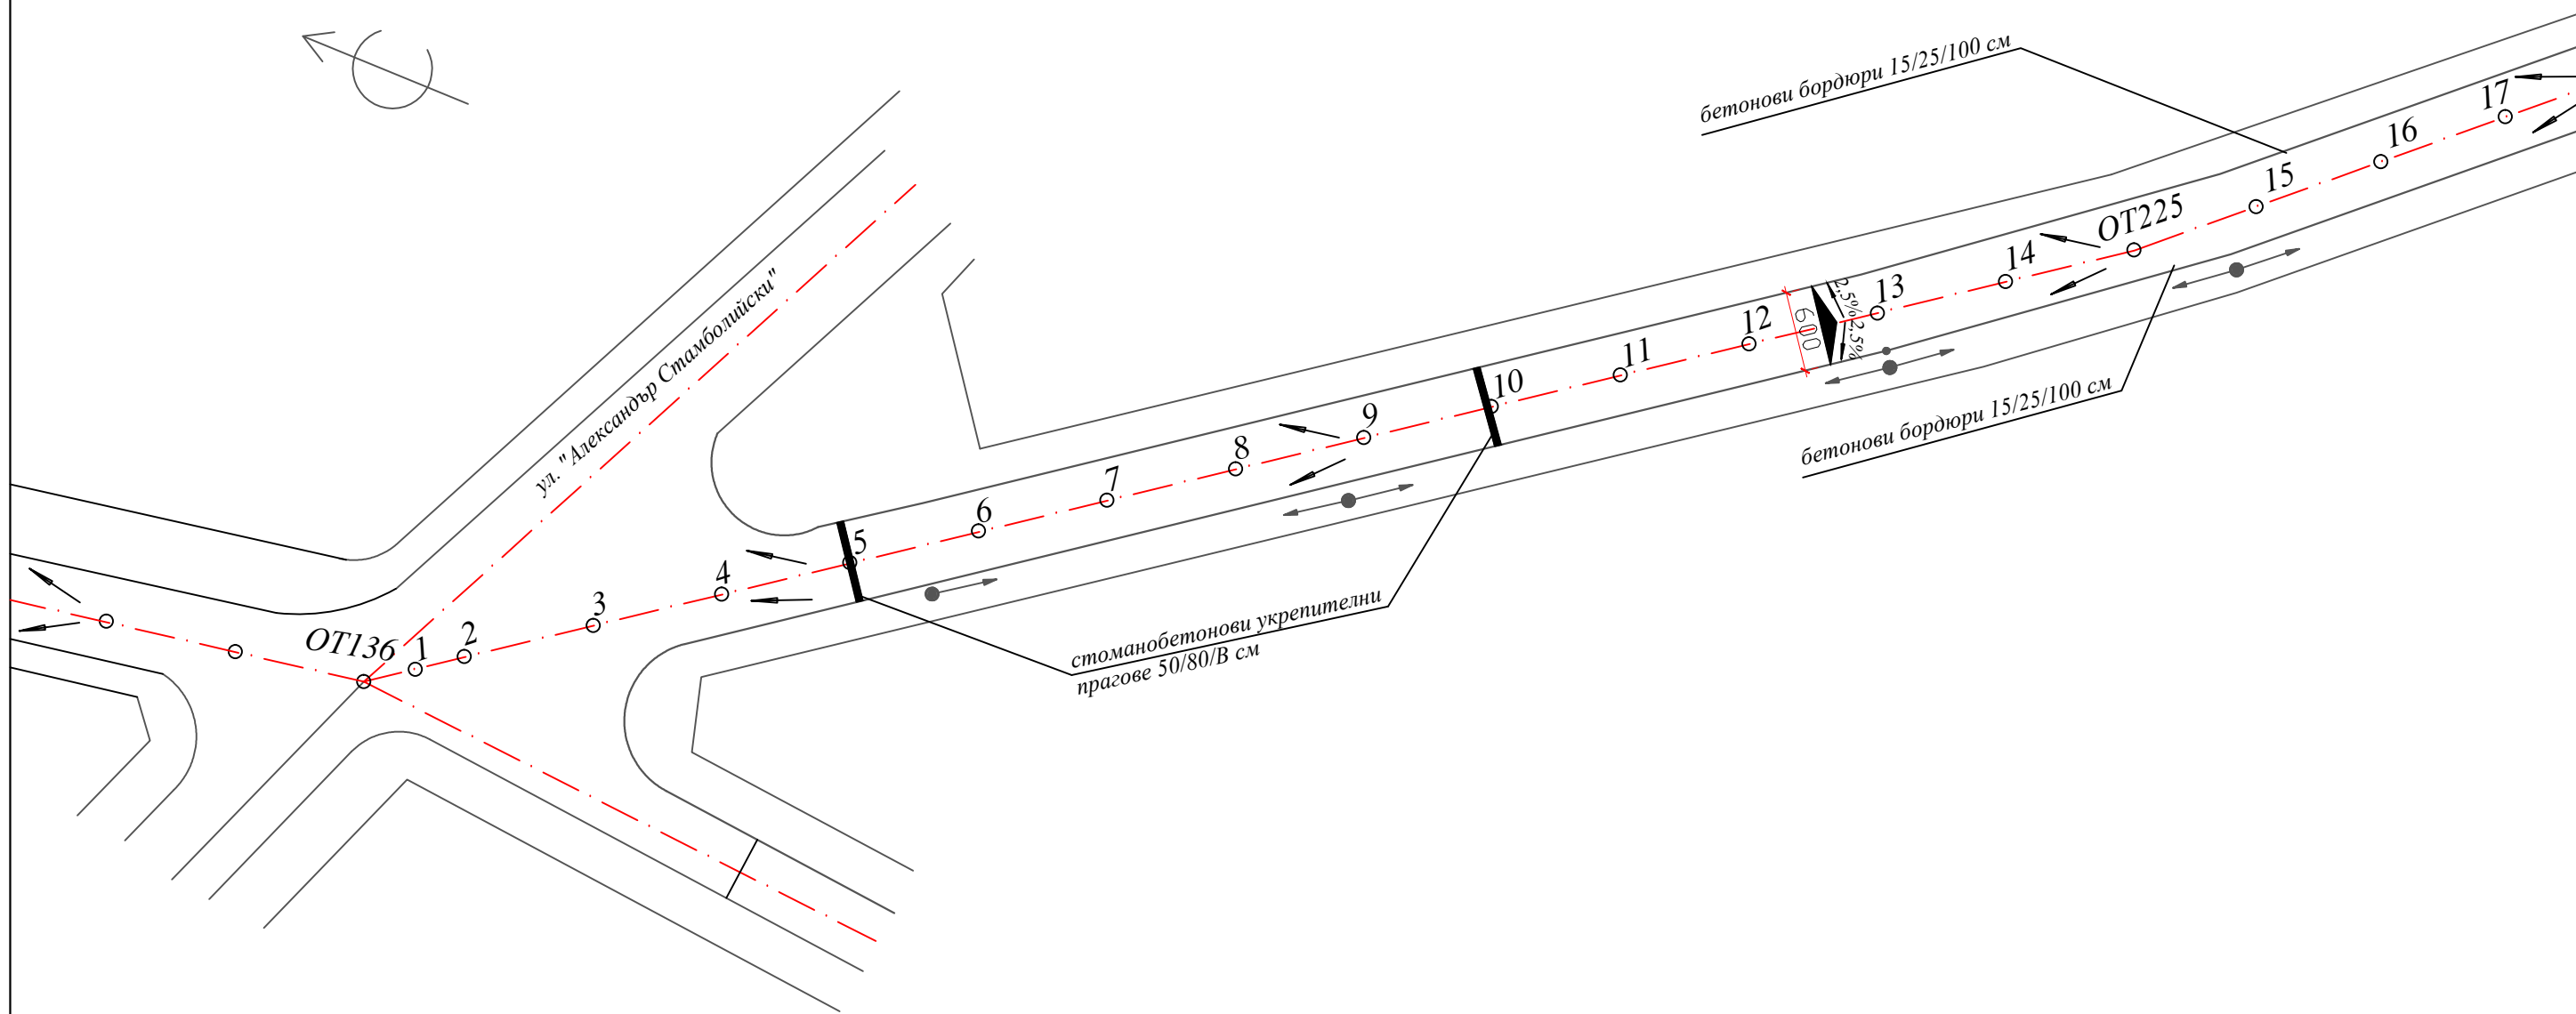 бетонови бордюри 15/25/100 см
17
16
15
ОТ225
14
13
2,5%
2,5%
600
12
11
10
9
8
7
6
5
4
3
2
1
ОТ136
ул. "Александър Стамболийски"
бетонови бордюри 15/25/100 см
стоманобетонови укрепителни
прагове 50/80/В см